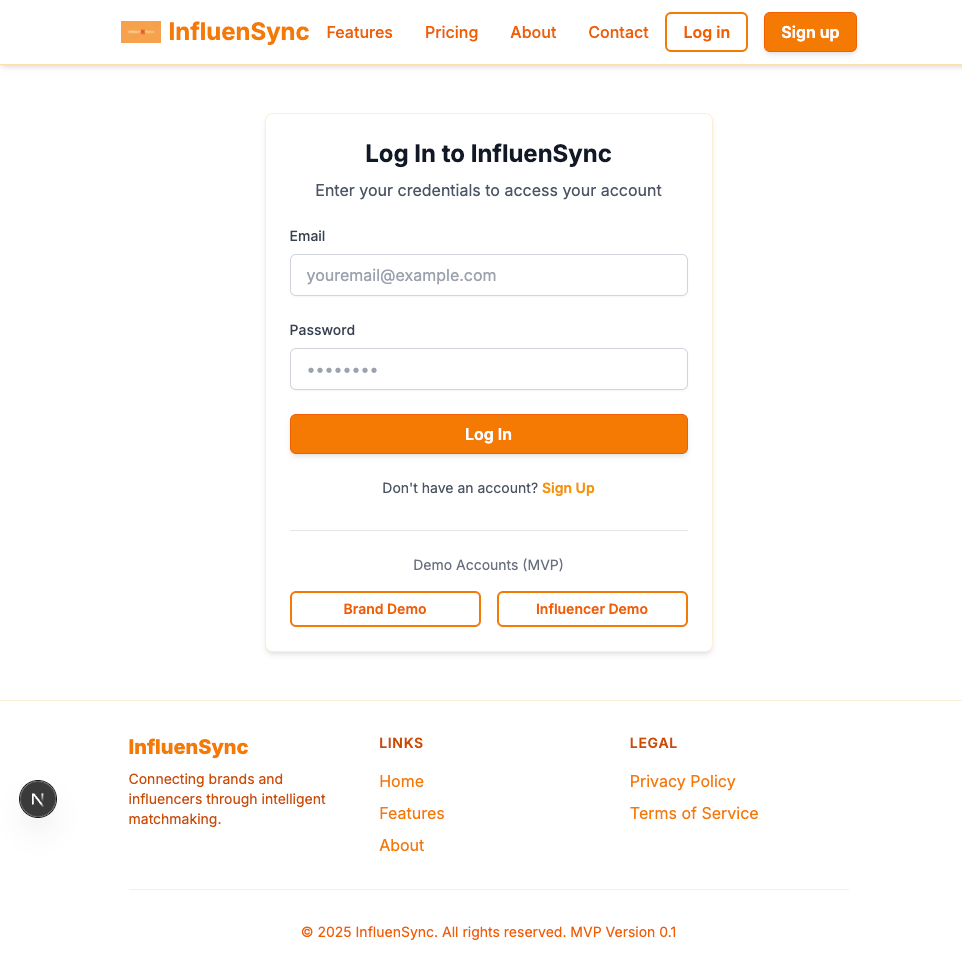 InfluenSync Features Pricing About Contact Log in Sign up
Log In to InfluenSync
Enter your credentials to access your account
Email
youremail@example.com
Password
••••••••
Log In
Don't have an account? Sign Up
Demo Accounts (MVP)
Brand Demo Influencer Demo
InfluenSync
Connecting brands and
influencers through intelligent
matchmaking.
LINKS
Home
Features
About
LEGAL
Privacy Policy
Terms of Service
N
© 2025 InfluenSync. All rights reserved. MVP Version 0.1